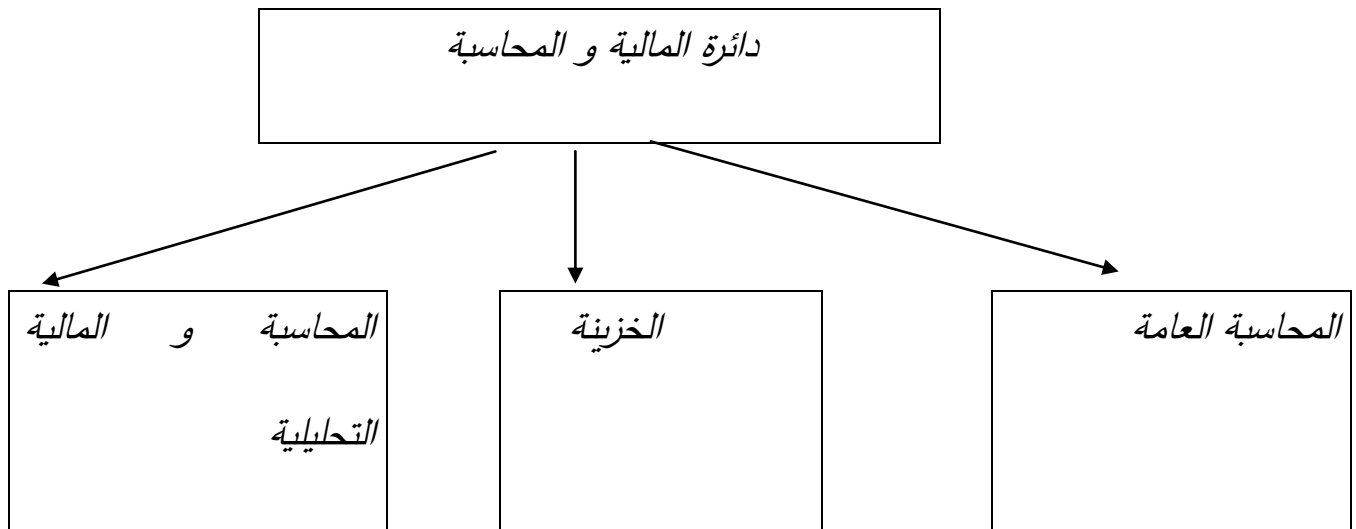 دائرة المالية و المحاسبة
المحاسبة العامة
الخزينة
المحاسبة و المالية
التحليلية